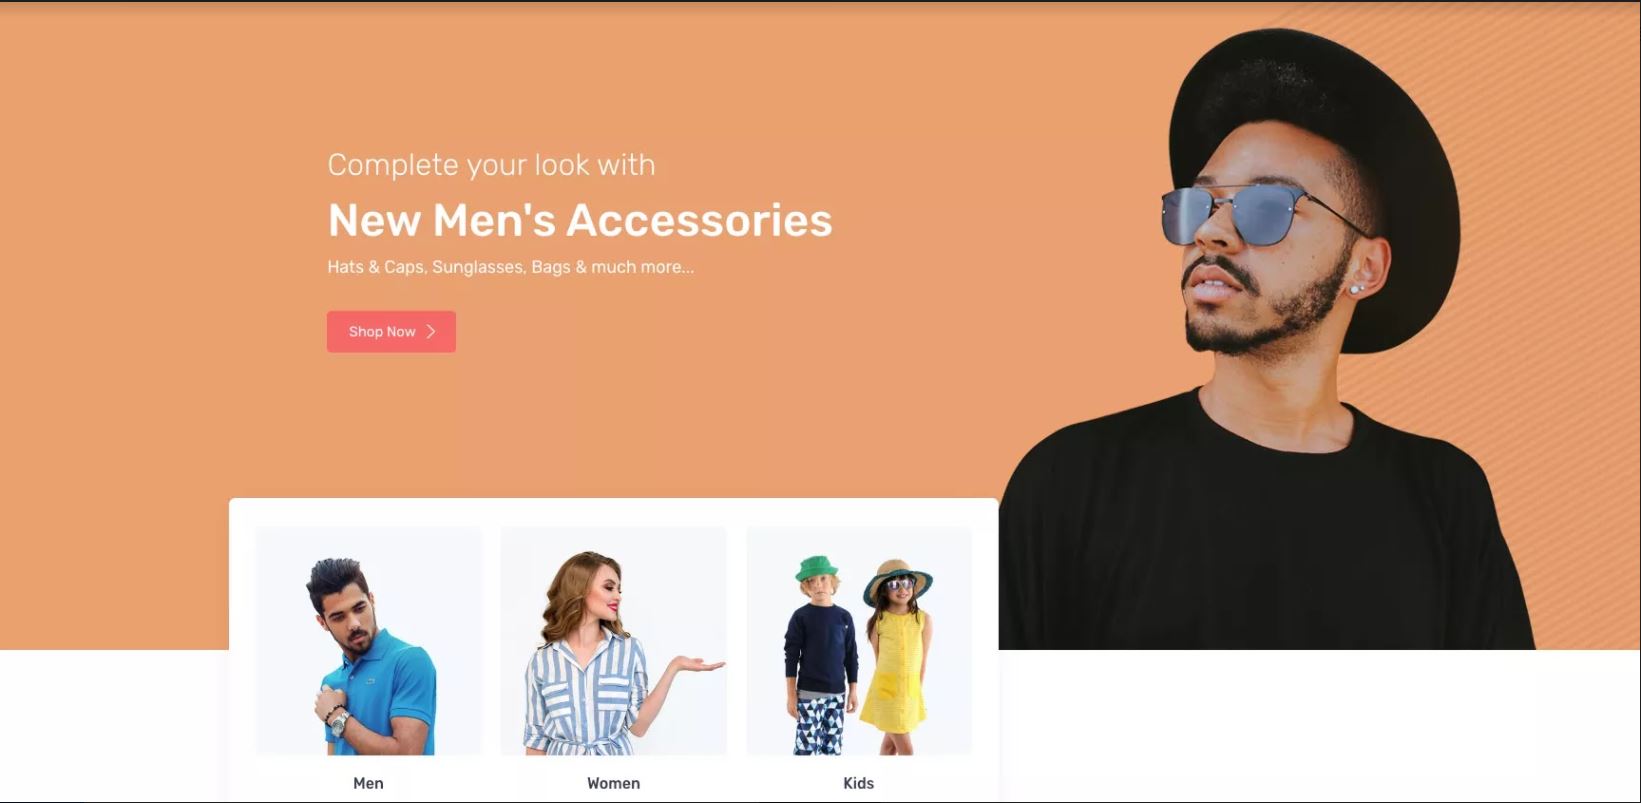 Complete your look with
New Men's Accessories
Hats & Caps, Sunglasses, Bags & much more...
Shop Now
Men
Women
Kids